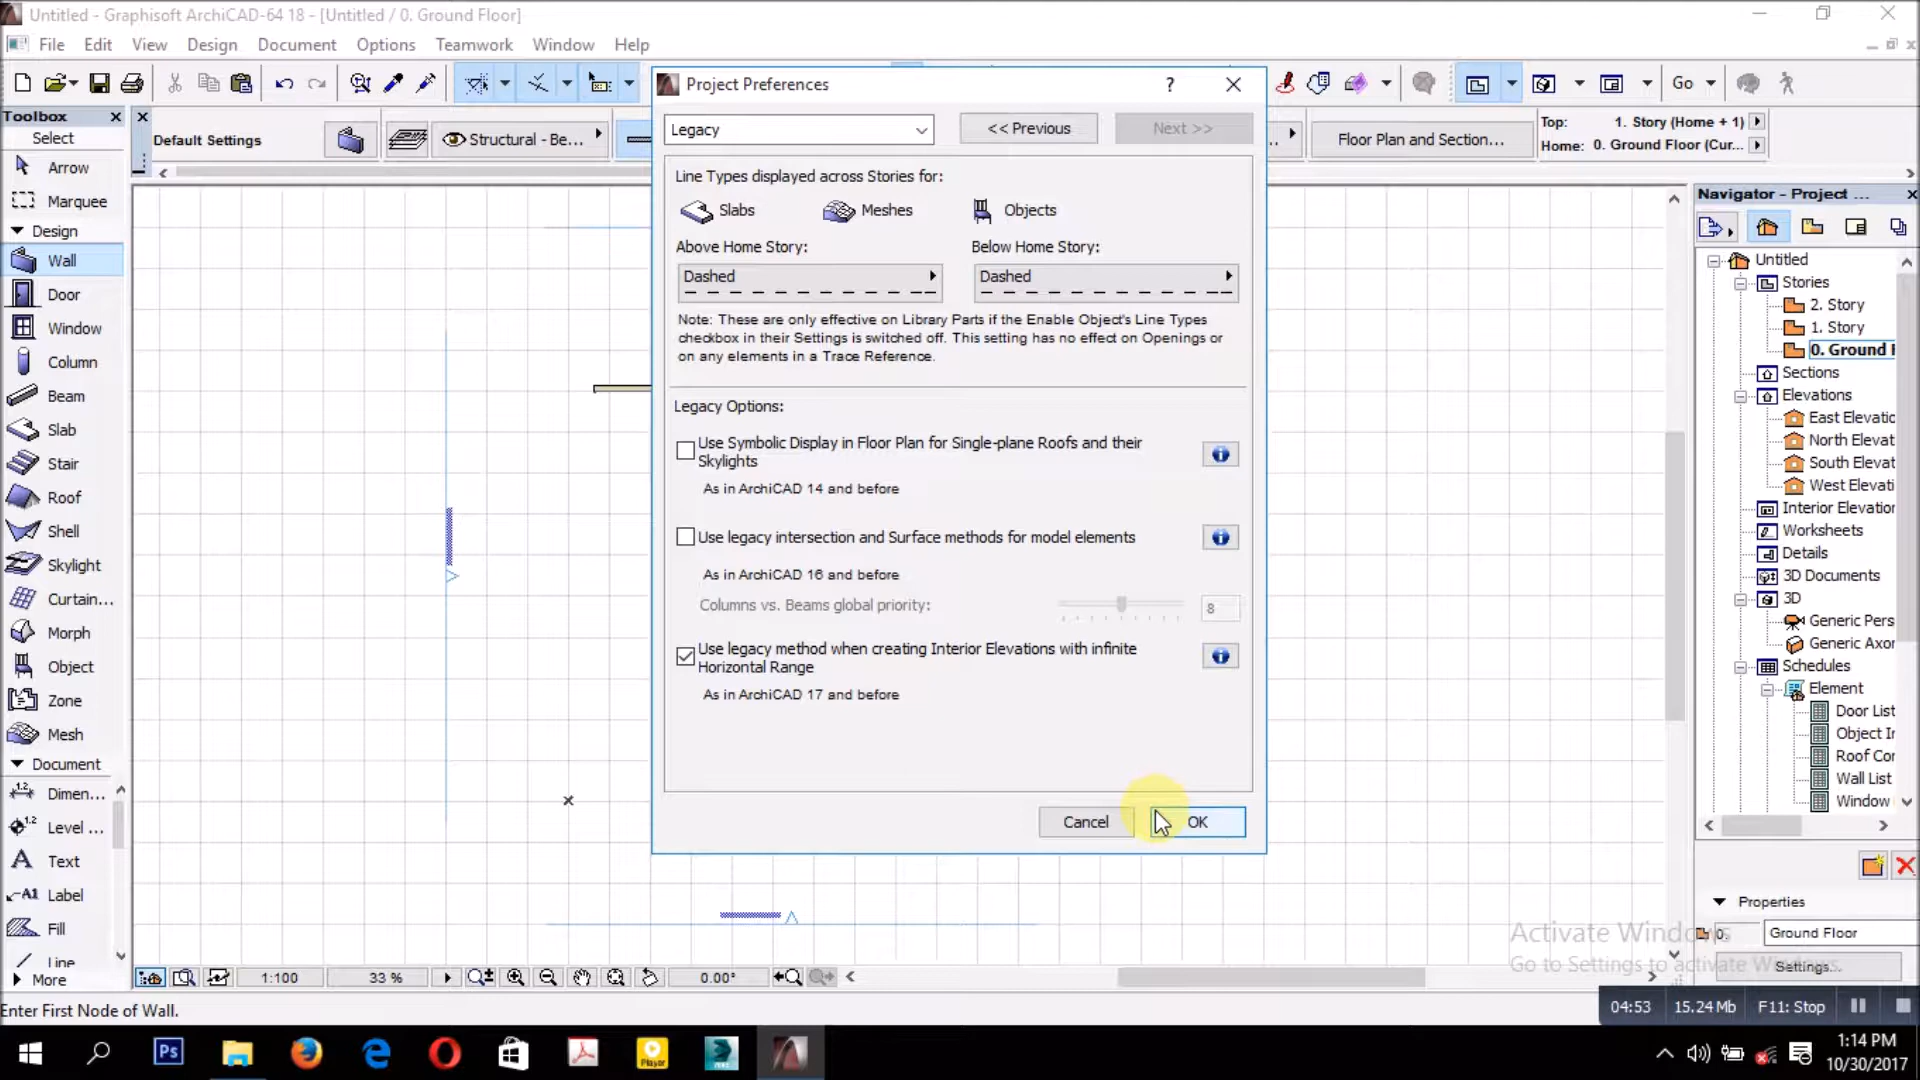 Untitled - Graphisoft ArchiCAD-64 18 - [Untitled / 0. Ground Floor]
File Edit View Design Document Options Teamwork Window Help
Go
Toolbox
Select
Arrow
Marquee
Design
Wall
Door
Window
Column
Beam
Slab
Stair
Roof
Shell
Skylight
Curtain...
Morph
Object
Zone
Mesh
Document
Dimen...
Level ...
Text
Label
Fill
Line
More
Default Settings
Structural - Be...
Floor Plan and Section...
Top: 1. Story (Home + 1)
Home: 0. Ground Floor (Cur...
Project Preferences
Legacy
<< Previous
Next >>
Line Types displayed across Stories for:
Slabs Meshes Objects
Above Home Story: Below Home Story:
Dashed Dashed
Note: These are only effective on Library Parts if the Enable Object's Line Types
checkbox in their Settings is switched off. This setting has no effect on Openings or
on any elements in a Trace Reference.
Legacy Options:
Use Symbolic Display in Floor Plan for Single-plane Roofs and their
Skylights
As in ArchiCAD 14 and before
Use legacy intersection and Surface methods for model elements
As in ArchiCAD 16 and before
Columns vs. Beams global priority: 8
Use legacy method when creating Interior Elevations with infinite
Horizontal Range
As in ArchiCAD 17 and before
Cancel OK
Navigator - Project ...
Untitled
Stories
2. Story
1. Story
0. Ground F
Sections
Elevations
East Elevatic
North Elevat
South Elevat
West Elevati
Interior Elevation
Worksheets
Details
3D Documents
3D
Generic Pers
Generic Axor
Schedules
Element
Door List
Object Ir
Roof Cor
Wall List
Window
Properties
0. Ground Floor
Settings...
Activate Windows
Go to Settings to activate Windows.
1:100 33 % 0.00°
Enter First Node of Wall.
04:53 15.24 Mb F11: Stop
Ps
Player
1:14 PM
10/30/2017